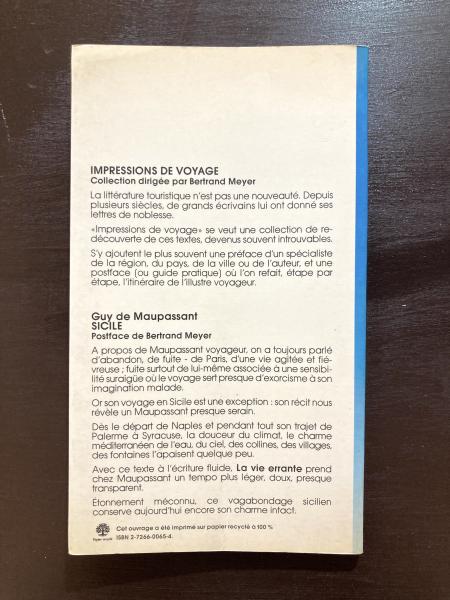 IMPRESSIONS DE VOYAGE
Collection dirigée par Bertrand Meyer
La littérature touristique n'est pas une nouveauté. Depuis
plusieurs siècles, de grands écrivains lui ont donné ses
lettres de noblesse.
«Impressions de voyage» se veut une collection de re-
découverte de ces textes, devenus souvent introuvables.
S'y ajoutent le plus souvent une préface d'un spécialiste
de la région, du pays, de la ville ou de l'auteur, et une
postface (ou guide pratique) où l'on refait, étape par
étape, l'itinéraire de l'illustre voyageur.
Guy de Maupassant
SICILE
Postface de Bertrand Meyer
A propos de Maupassant voyageur, on a toujours parlé
d'abandon, de fuite - de Paris, d'une vie agitée et fié-
vreuse ; fuite surtout de lui-même associée à une sensibi-
lité suraigüe où le voyage sert presque d'exorcisme à son
imagination malade.
Or son voyage en Sicile est une exception : son récit nous
révèle un Maupassant presque serain.
Dès le départ de Naples et pendant tout son trajet de
Palerme à Syracuse, la douceur du climat, le charme
méditerranéen de l'eau, du ciel, des collines, des villages,
des fontaines l'apaisent quelque peu.
Avec ce texte à l'écriture fluide, La vie errante prend
chez Maupassant un tempo plus léger, doux, presque
transparent.
Étonnement méconnu, ce vagabondage sicilien
conserve aujourd'hui encore son charme intact.
Cet ouvrage a été imprimé sur papier recyclé à 100 %
ISBN 2-7266-0065-4